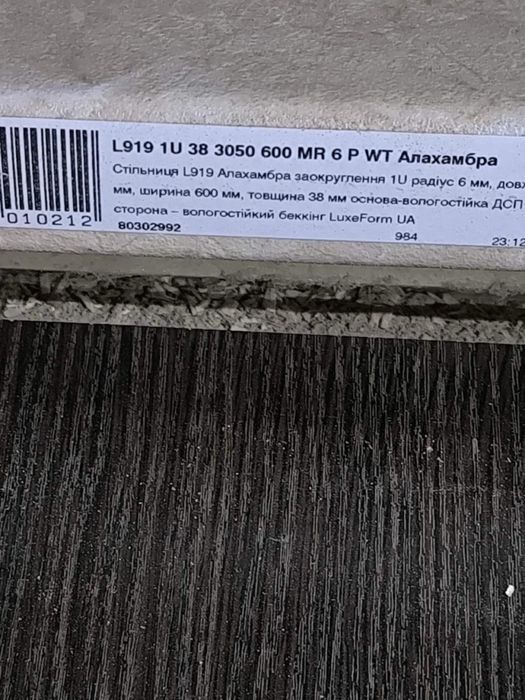 L919 1U 38 3050 600 MR 6 P WT Алахамбра
Стільниця L919 Алахамбра заокруглення 1U радіус 6 мм,
мм, ширина 600 мм, товщина 38 мм основа-вологостійка ДСП
010212 сторона – вологостійкий беккінг LuxeForm UA
80302992 984 23:12